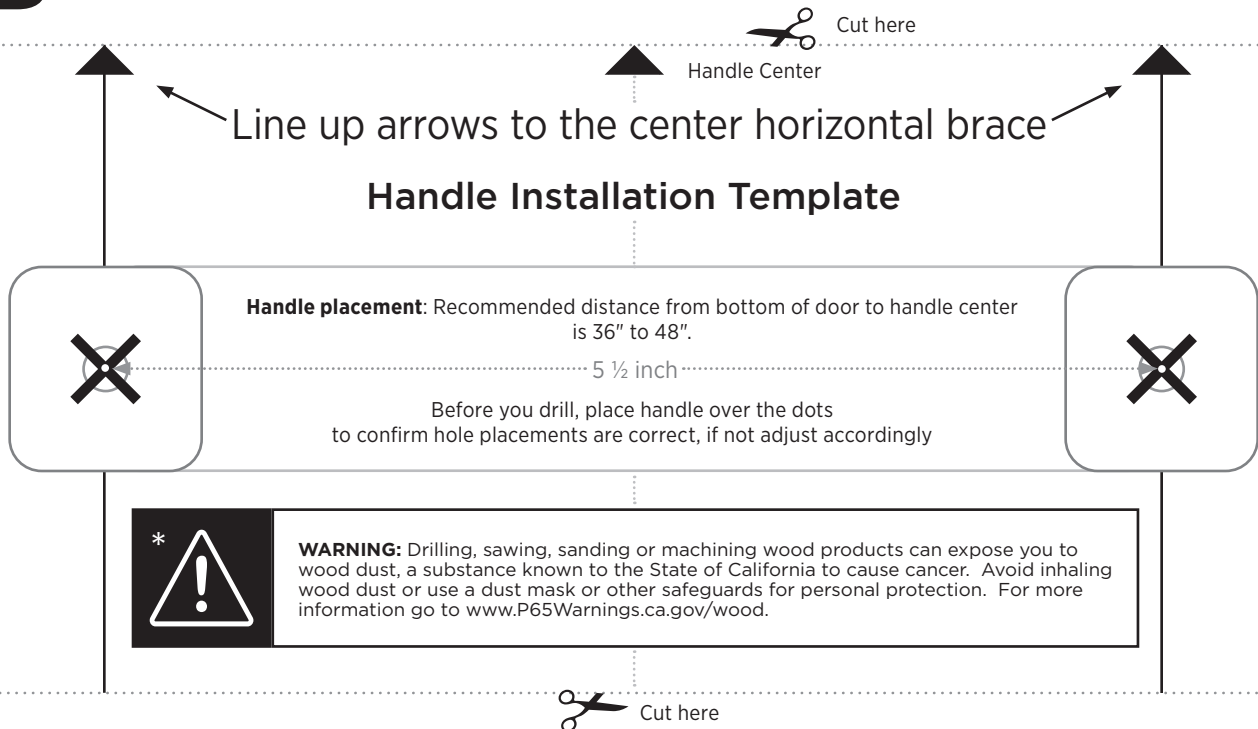 Cut here
Handle Center
Line up arrows to the center horizontal brace
Handle Installation Template
Handle placement: Recommended distance from bottom of door to handle center
is 36" to 48".
5 ½ inch
Before you drill, place handle over the dots
to confirm hole placements are correct, if not adjust accordingly
*
WARNING: Drilling, sawing, sanding or machining wood products can expose you to
wood dust, a substance known to the State of California to cause cancer.  Avoid inhaling
wood dust or use a dust mask or other safeguards for personal protection.  For more
information go to www.P65Warnings.ca.gov/wood.
Cut here